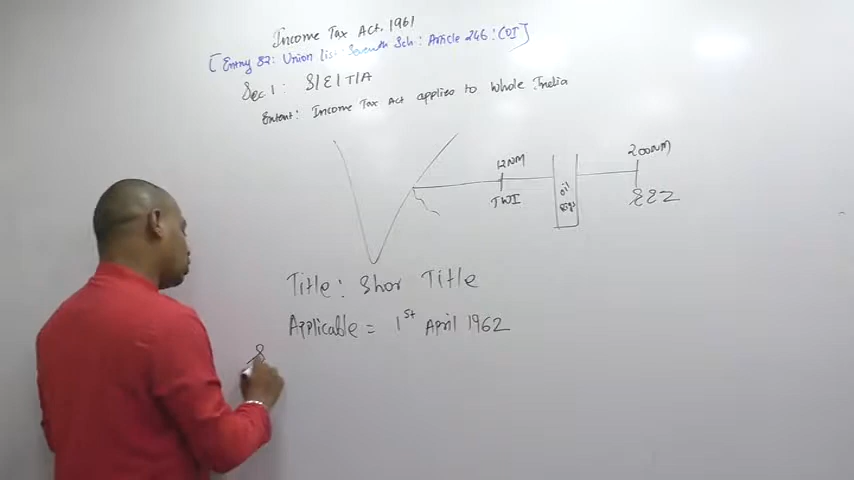 Income Tax Act, 1961
[Entry 82: Union List: Seventh Sch: Article 246: COI]
Sec 1: S/E/T/A
Extent: Income Tax Act applies to whole India
12NM
200NM
TWI
oil
Rigs
EEZ
Title: Shor Title
Applicable = 1st April 1962
S